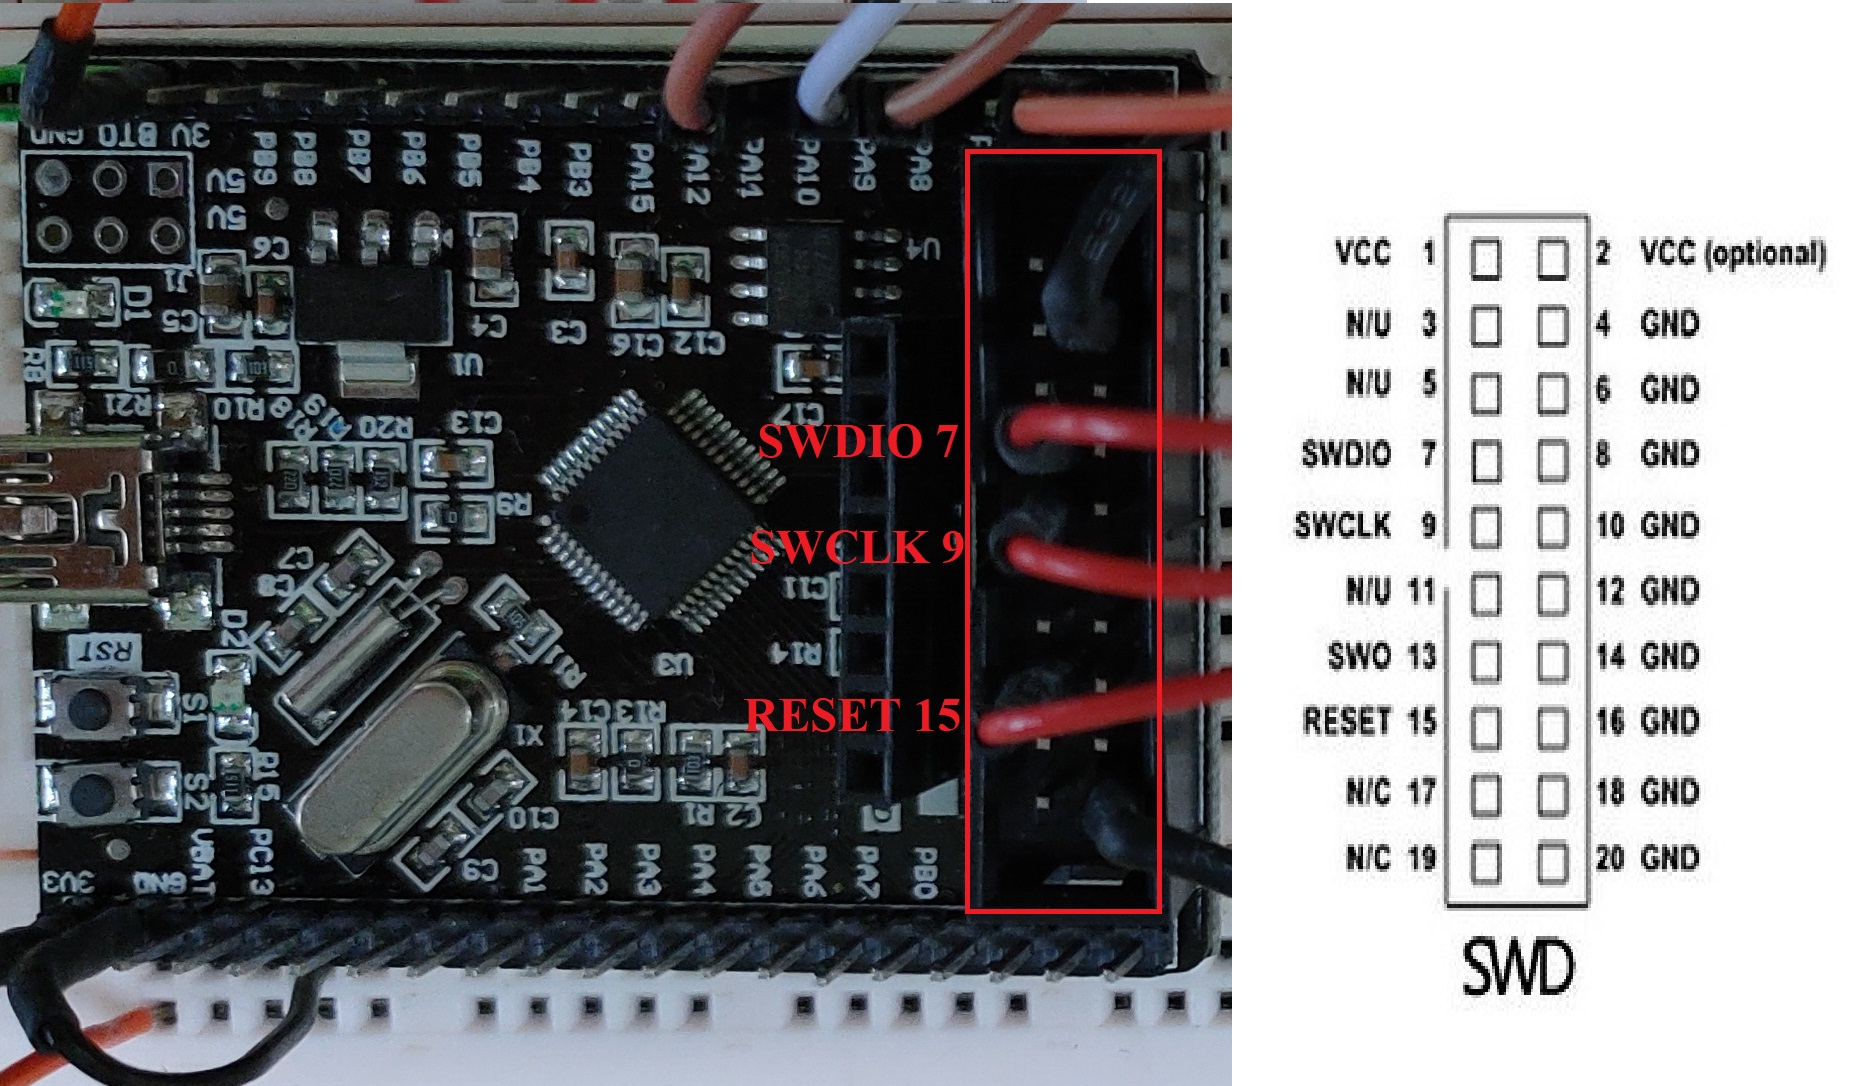 GND BT0 3V
5V
5V
PB9 PB8 PB7 PB6 PB5 PB4 PB3 PA15 PA12 PA11 PA10 PA9 PA8
C6
J1
D1
C5
C4
C3
C16
C12
U4
U1
R8
R21
R10
R18
R19
R20
C13
C17
R9
SWDIO 7
SWCLK 9
RESET 15
C7
C8
D2
RST
S1
S2
R15
R11
U3
C11
R14
X1
C14
R13
R1
C2
C10
C9
3V3
VBAT PC13 PA1 PA2 PA3 PA4 PA5 PA6 PA7 PB0
VCC 1 2 VCC (optional)
N/U 3 4 GND
N/U 5 6 GND
SWDIO 7 8 GND
SWCLK 9 10 GND
N/U 11 12 GND
SWO 13 14 GND
RESET 15 16 GND
N/C 17 18 GND
N/C 19 20 GND
SWD